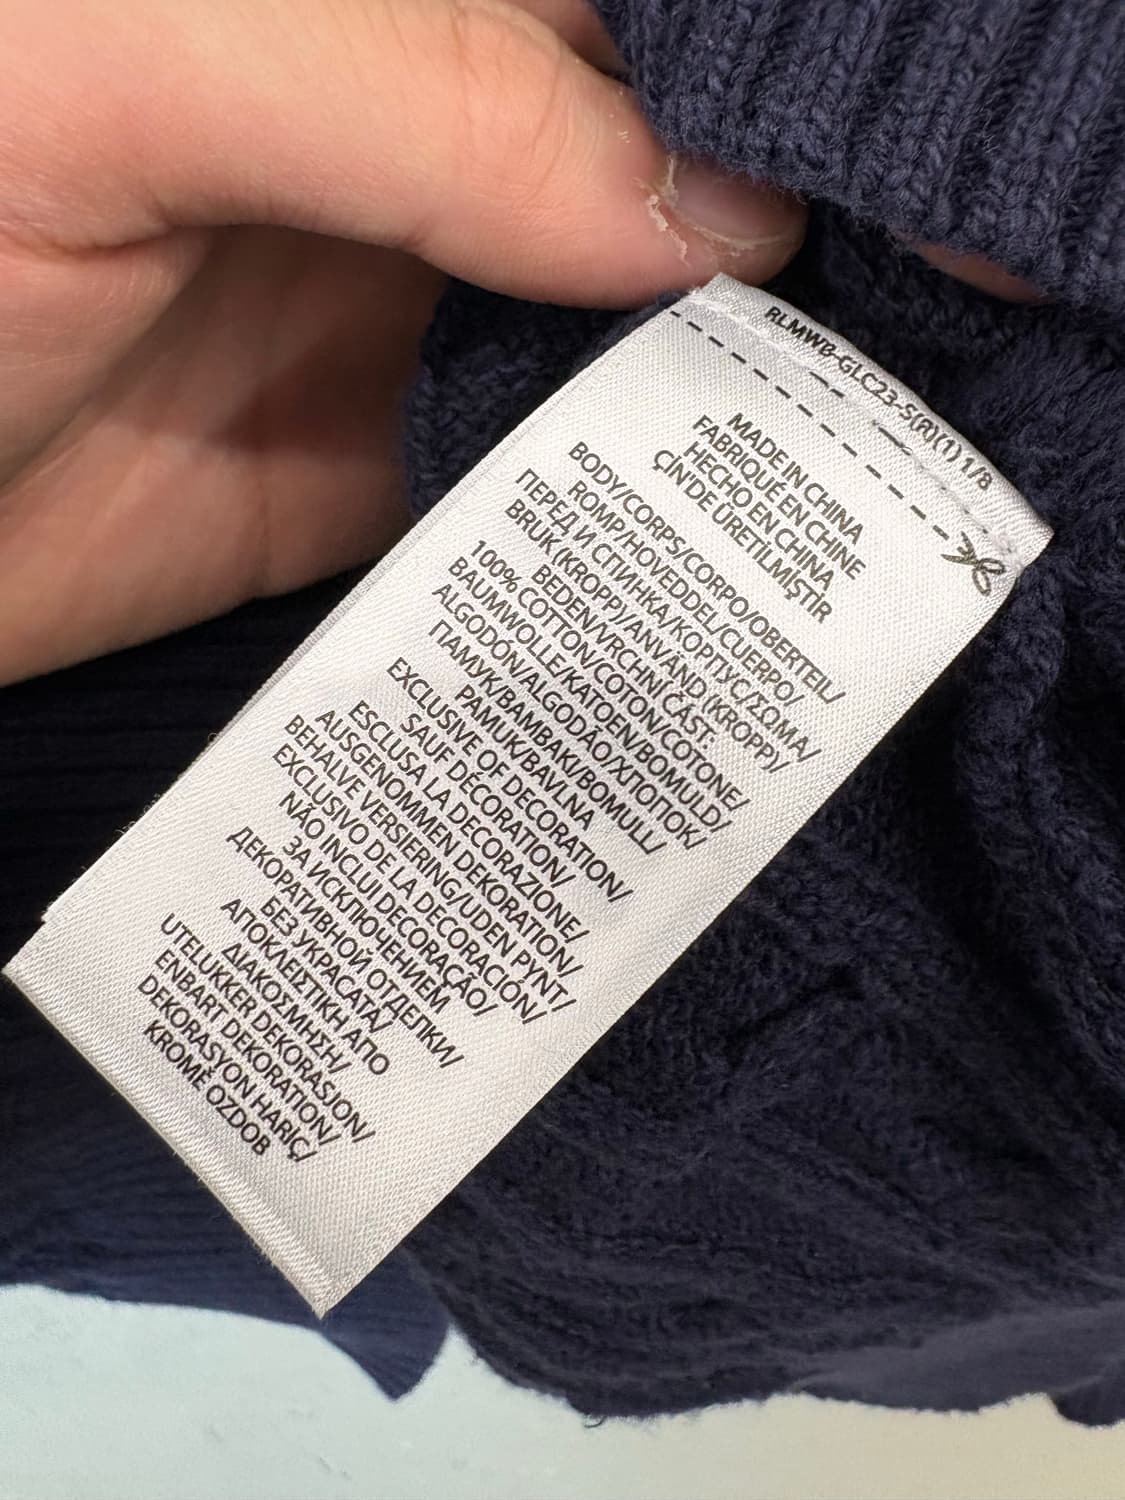 RLMWB-GLC23-S(R)(1) 1/8
MADE IN CHINA
FABRIQUÉ EN CHINE
HECHO EN CHINA
ÇİN'DE ÜRETİLMİŞTİR
BODY/CORPS/CORPO/OBERTEIL/
ROMP/HOVEDDEL/CUERPO/
ПЕРЕД И СПИНКА/КОРПУС/ΣΩΜΑ/
BRUK (KROPP)/ANVÄND (KROPP)/
BEDEN/VRCHNÍ ČÁST:
100% COTTON/COTON/COTONE/
BAUMWOLLE/KATOEN/BOMULD/
ALGODÓN/ALGODÃO/ХЛОПОК/
ПАМУК/ΒΑΜΒΑΚΙ/BOMULL/
PAMUK/BAVLNA
EXCLUSIVE OF DECORATION/
SAUF DÉCORATION/
ESCLUSA LA DECORAZIONE/
AUSGENOMMEN DEKORATION/
BEHALVE VERSIERING/UDEN PYNT/
EXCLUSIVO DE LA DECORACIÓN/
NÃO INCLUI DECORAÇÃO/
ЗА ИСКЛЮЧЕНИЕМ
ДЕКОРАТИВНОЙ ОТДЕЛКИ/
БЕЗ УКРАСАТА/
ΑΠΟΚΛΕΙΣΤΙΚΗ ΑΠΟ
ΔΙΑΚΟΣΜΗΣΗ/
UTELUKKER DEKORASJON/
ENBART DEKORATION/
DEKORASYON HARİÇ/
KROMĚ OZDOB